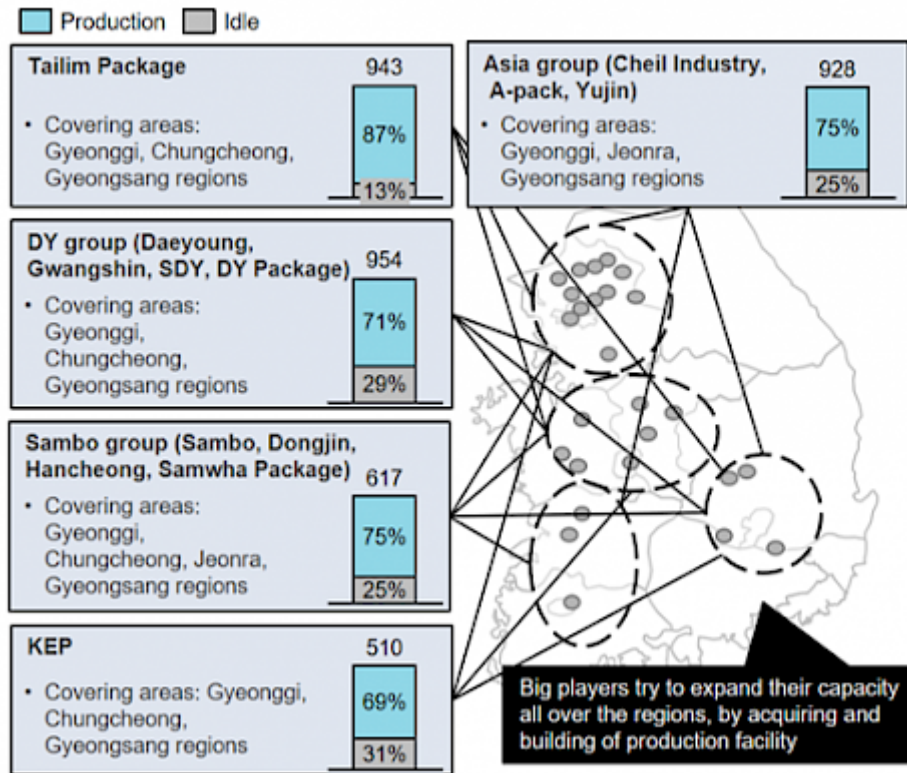 Production
Idle
Tailim Package
943
• Covering areas:
Gyeonggi, Chungcheong,
Gyeongsang regions
87%
13%
Asia group (Cheil Industry,
A-pack, Yujin)
928
• Covering areas:
Gyeonggi, Jeonra,
Gyeongsang regions
75%
25%
DY group (Daeyoung,
Gwangshin, SDY, DY Package)
954
• Covering areas:
Gyeonggi,
Chungcheong,
Gyeongsang regions
71%
29%
Sambo group (Sambo, Dongjin,
Hancheong, Samwha Package)
617
• Covering areas:
Gyeonggi,
Chungcheong, Jeonra,
Gyeongsang regions
75%
25%
KEP
510
• Covering areas: Gyeonggi,
Chungcheong,
Gyeongsang regions
69%
31%
Big players try to expand their capacity
all over the regions, by acquiring and
building of production facility